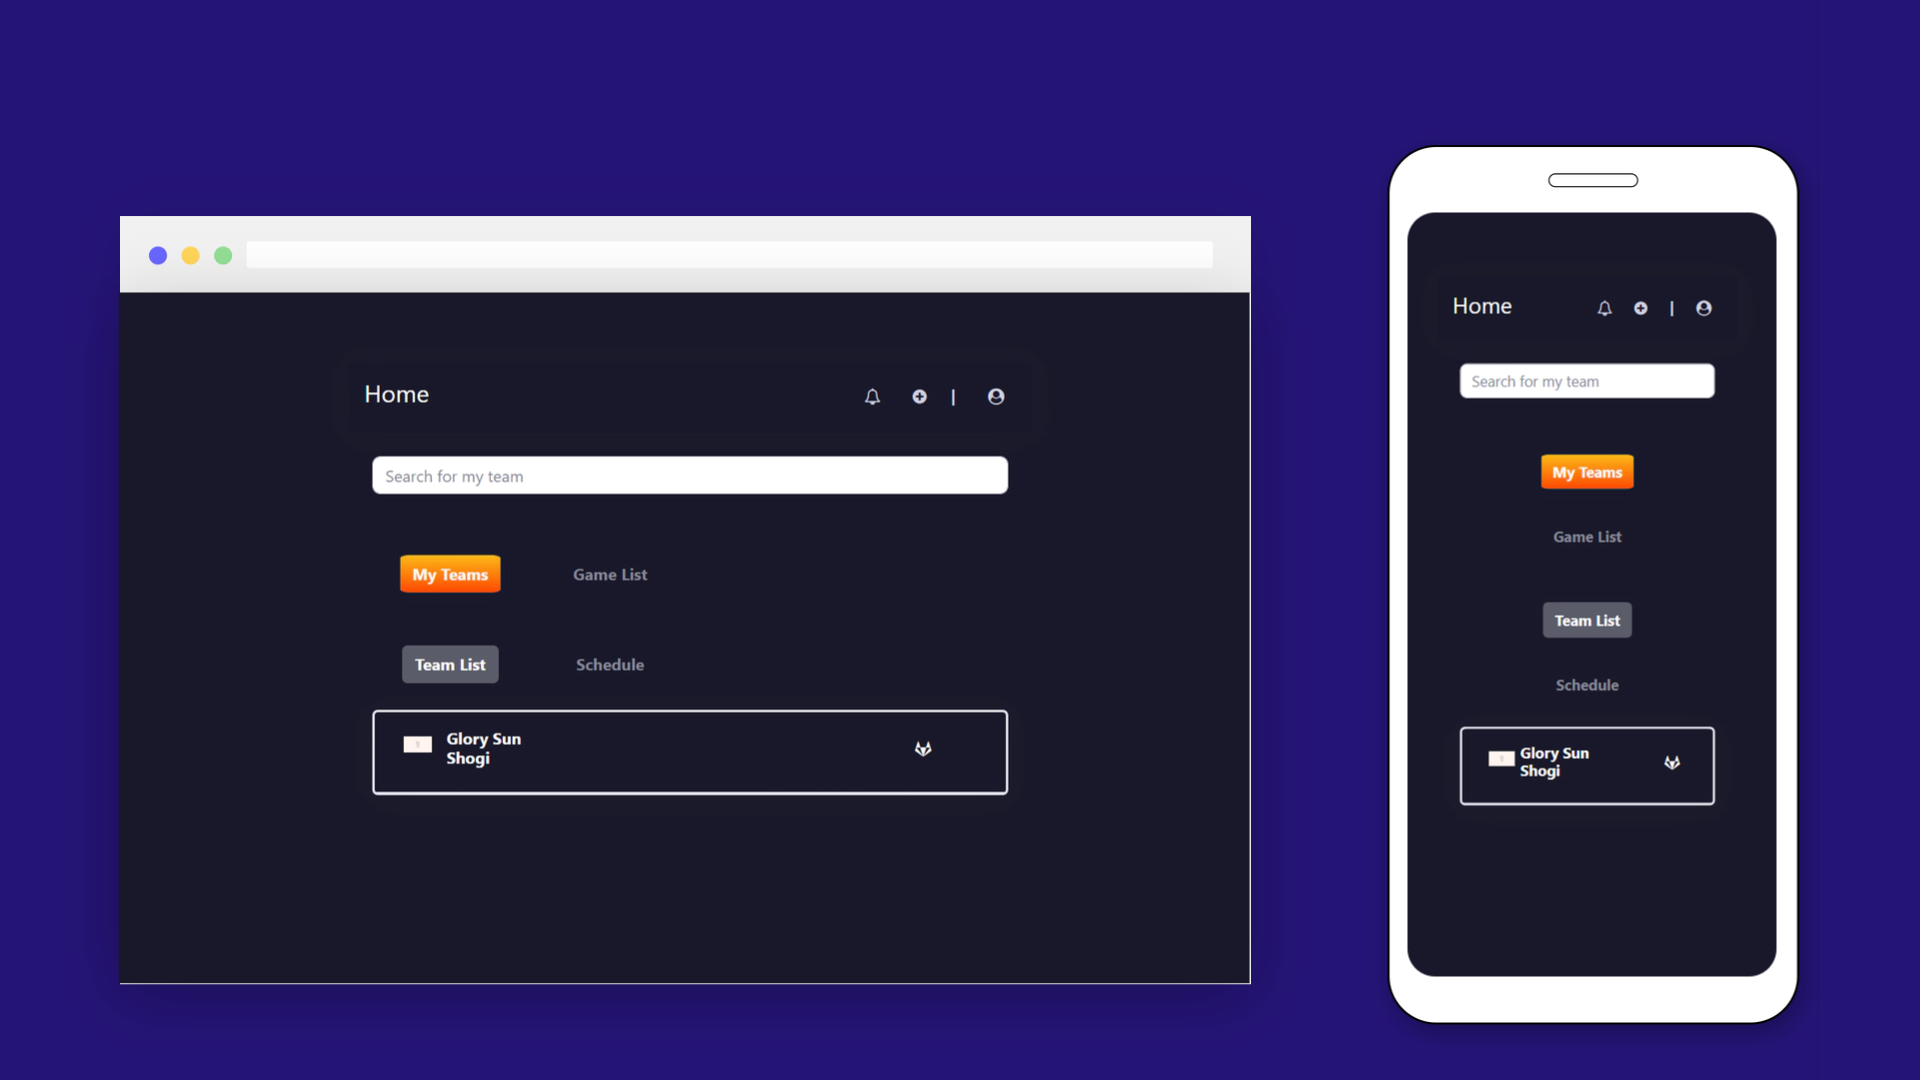 Home
|
Search for my team
My Teams
Game List
Team List
Schedule
Glory Sun
Shogi
Home
|
Search for my team
My Teams
Game List
Team List
Schedule
Glory Sun
Shogi